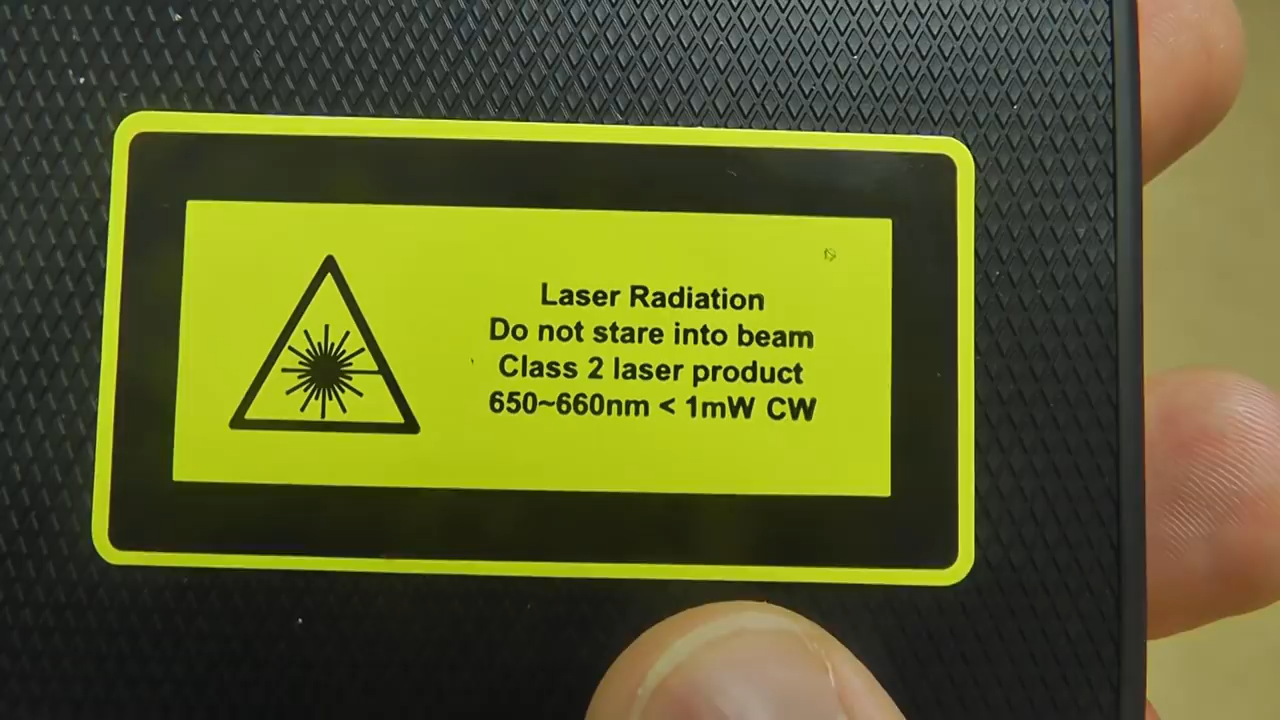 Laser Radiation
Do not stare into beam
Class 2 laser product
650~660nm < 1mW CW